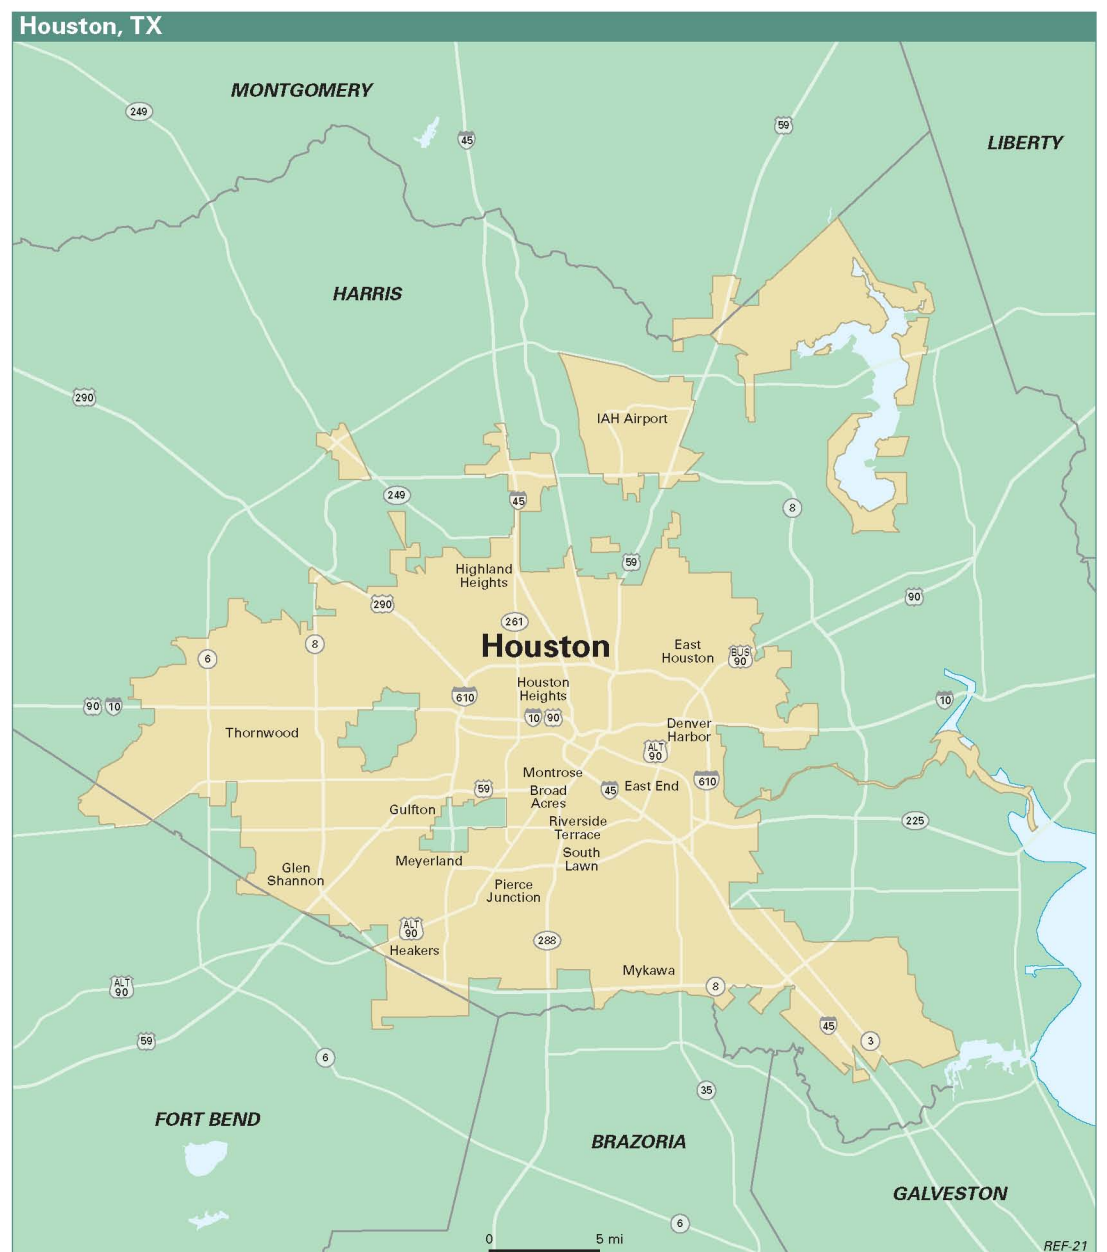 Houston, TX
MONTGOMERY
249
45
59
LIBERTY
HARRIS
290
IAH Airport
249
45
8
59
Highland
Heights
290
90
261
Houston
6
8
East
Houston
BUS
90
Houston
Heights
610
90
10
10
90
10
Thornwood
Denver
Harbor
ALT
90
Montrose
59
Broad
Acres
45
East End
610
Gulfton
Riverside
Terrace
225
Meyerland
South
Lawn
Glen
Shannon
Pierce
Junction
ALT
90
288
Heakers
Mykawa
ALT
90
8
59
45
3
6
35
FORT BEND
BRAZORIA
GALVESTON
6
0
5 mi
REF-21